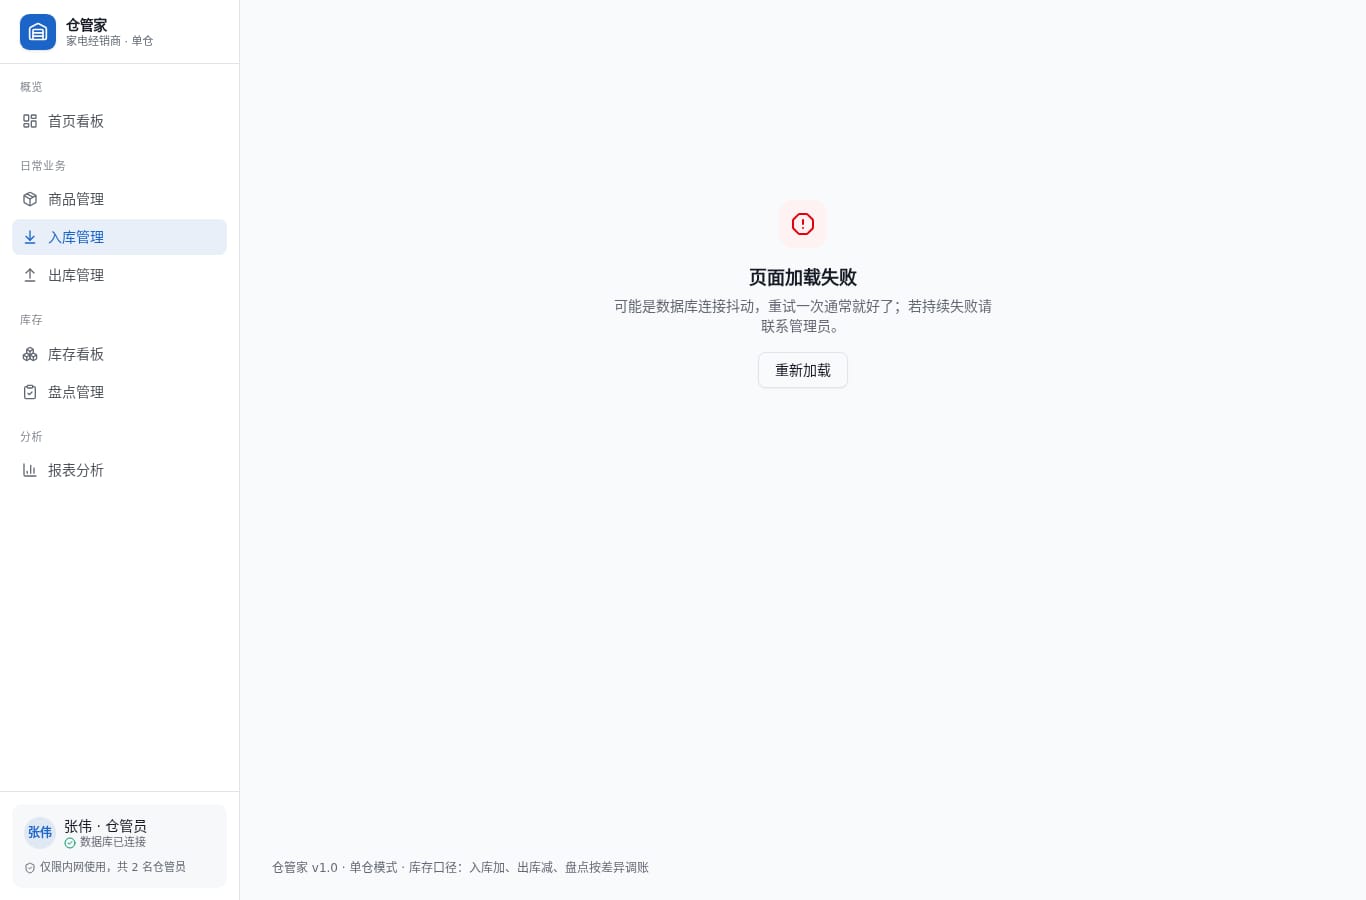 仓管家
家电经销商 · 单仓
概览
首页看板
日常业务
商品管理
入库管理
出库管理
库存
库存看板
盘点管理
分析
报表分析
张伟
张伟 · 仓管员
数据库已连接
仅限内网使用，共 2 名仓管员
页面加载失败
可能是数据库连接抖动，重试一次通常就好了；若持续失败请
联系管理员。
重新加载
仓管家 v1.0 · 单仓模式 · 库存口径：入库加、出库减、盘点按差异调账